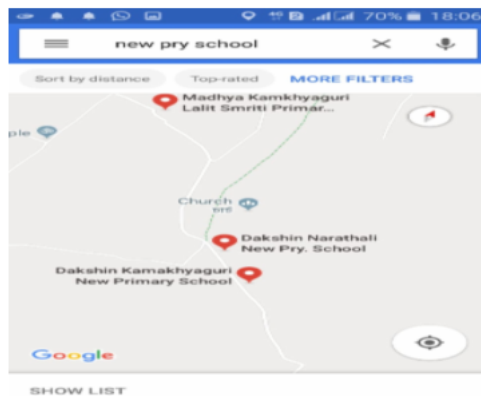 70% 18:06
new pry school
Sort by distance Top-rated MORE FILTERS
Madhya Kamkhyaguri
Lalit Smriti Primar...
ple
Church
Dakshin Narathali
New Pry. School
Dakshin Kamakhyaguri
New Primary School
Google
SHOW LIST